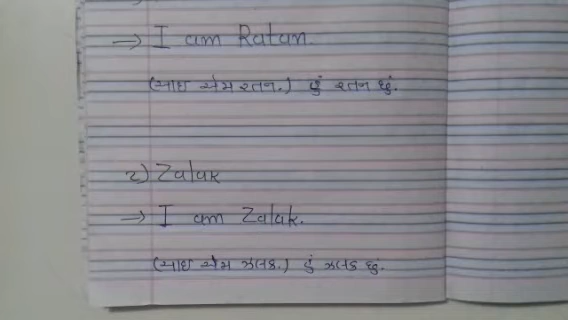 → I am Ratan.
(આઇ એમ રતન.) હું રતન છું.
૨) Zalak
→ I am Zalak.
(આઇ એમ ઝલક.) હું ઝલક છું.